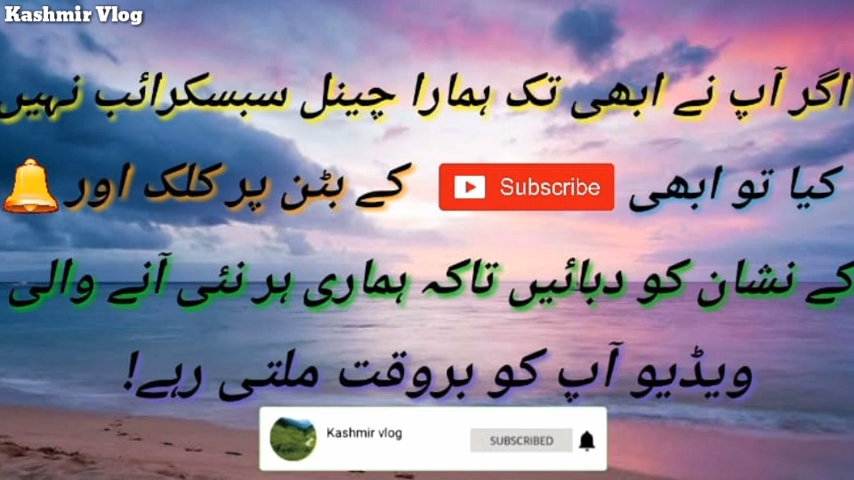 Kashmir Vlog
اگر آپ نے ابھی تک ہمارا چینل سبسکرائب نہیں
کیا تو ابھی Subscribe کے بٹن پر کلک اور
کے نشان کو دبائیں تاکہ ہماری ہر نئی آنے والی
ویڈیو آپ کو بروقت ملتی رہے!
Kashmir vlog SUBSCRIBED